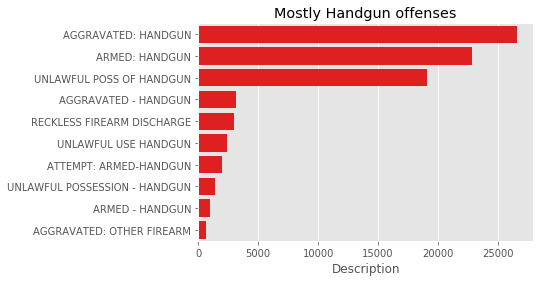 Mostly Handgun offenses
AGGRAVATED: HANDGUN
ARMED: HANDGUN
UNLAWFUL POSS OF HANDGUN
AGGRAVATED - HANDGUN
RECKLESS FIREARM DISCHARGE
UNLAWFUL USE HANDGUN
ATTEMPT: ARMED-HANDGUN
UNLAWFUL POSSESSION - HANDGUN
ARMED - HANDGUN
AGGRAVATED: OTHER FIREARM
0 5000 10000 15000 20000 25000
Description